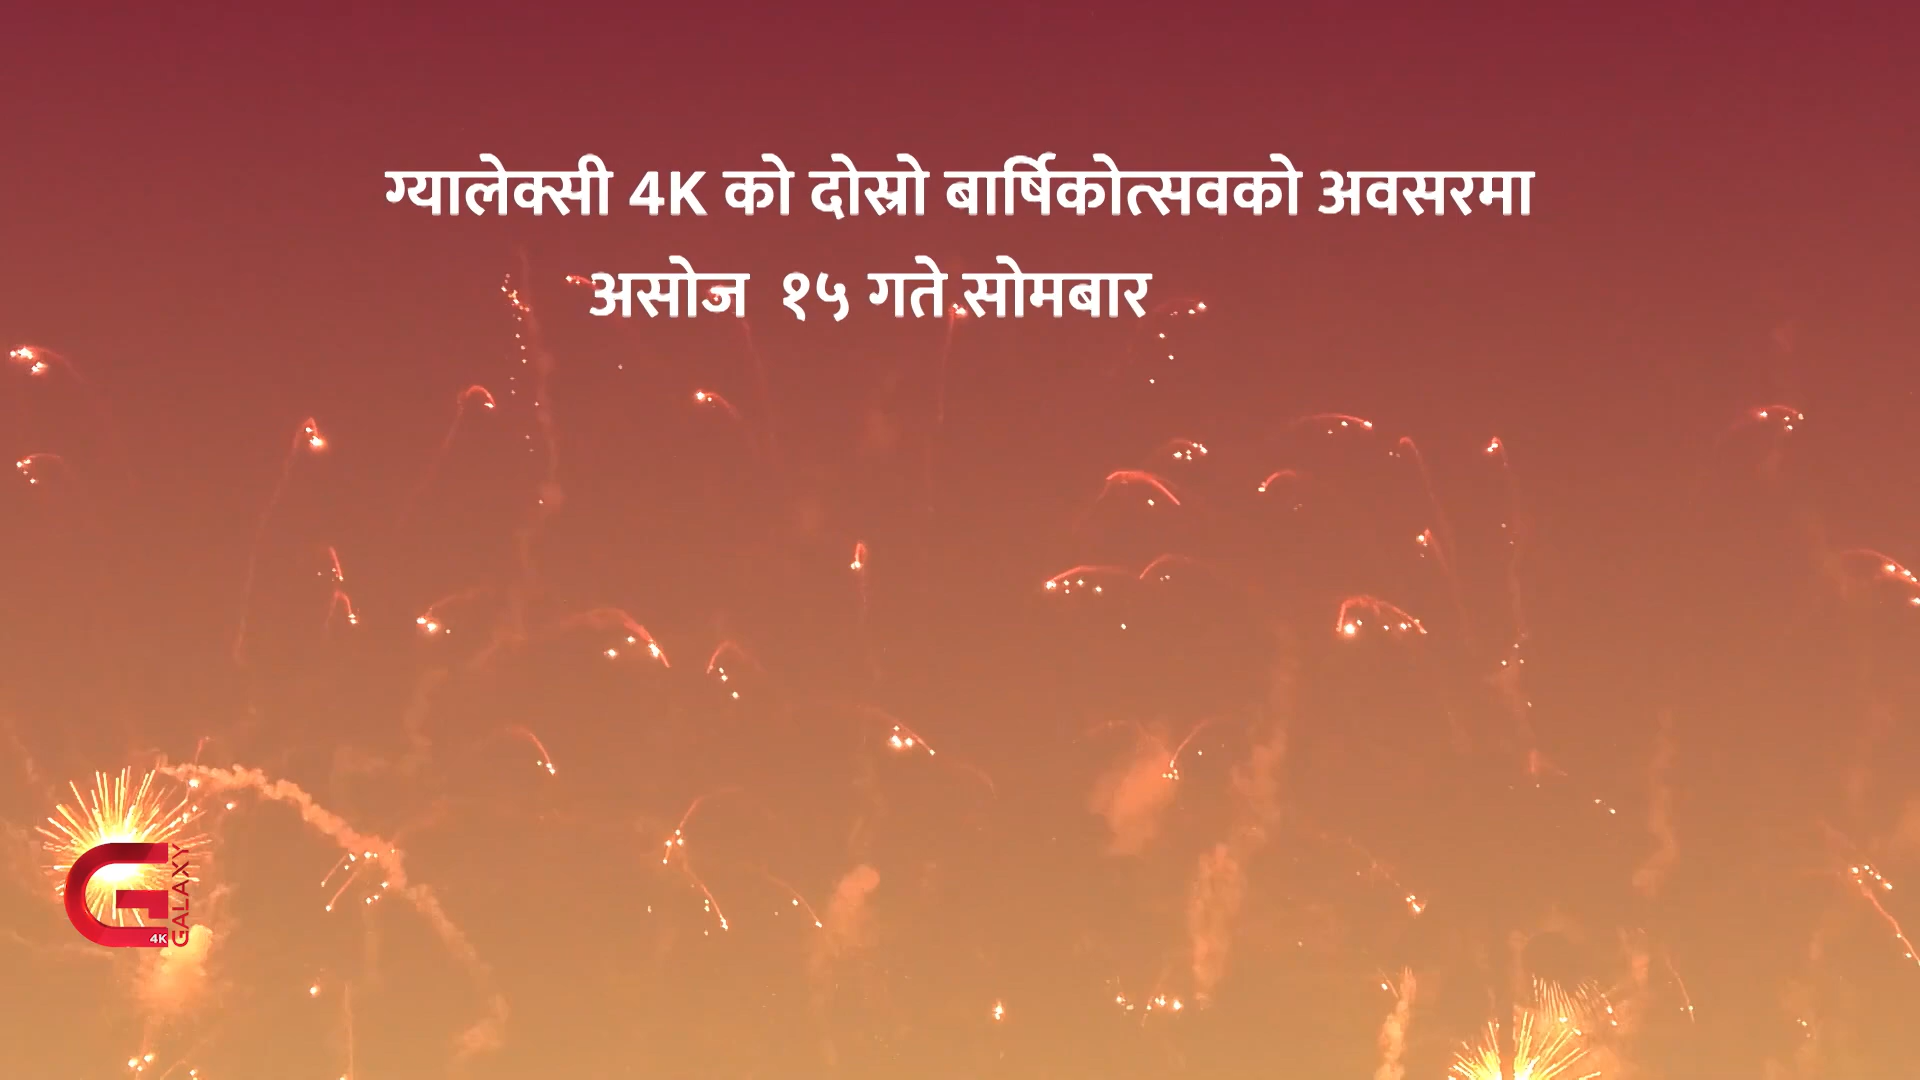 ग्यालेक्सी 4K को दोस्रो बार्षिकोत्सवको अवसरमा
असोज १५ गते सोमबार
GALAXY
4K